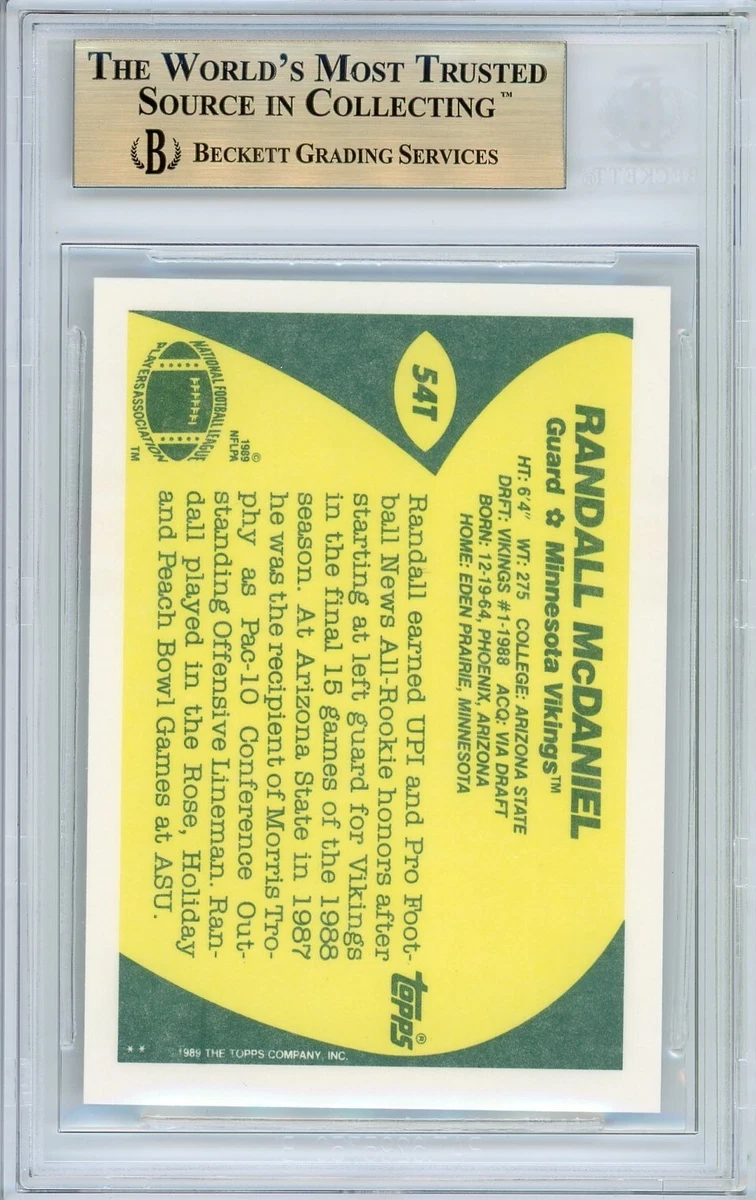 THE WORLD'S MOST TRUSTED
SOURCE IN COLLECTING™
B BECKETT GRADING SERVICES
54T
RANDALL McDANIEL
Guard ✿ Minnesota Vikings™
HT: 6'4" WT: 275 COLLEGE: ARIZONA STATE
DRFT: VIKINGS #1-1988 ACQ: VIA DRAFT
BORN: 12-19-64, PHOENIX, ARIZONA
HOME: EDEN PRAIRIE, MINNESOTA
Randall earned UPI and Pro Foot-
ball News All-Rookie honors after
starting at left guard for Vikings
in the final 15 games of the 1988
season. At Arizona State in 1987
he was the recipient of Morris Tro-
phy as Pac-10 Conference Out-
standing Offensive Lineman. Ran-
dall played in the Rose, Holiday
and Peach Bowl Games at ASU.
NATIONAL FOOTBALL LEAGUE
PLAYERS ASSOCIATION
™
©
1989
NFLPA
topps®
** 1989 THE TOPPS COMPANY, INC.